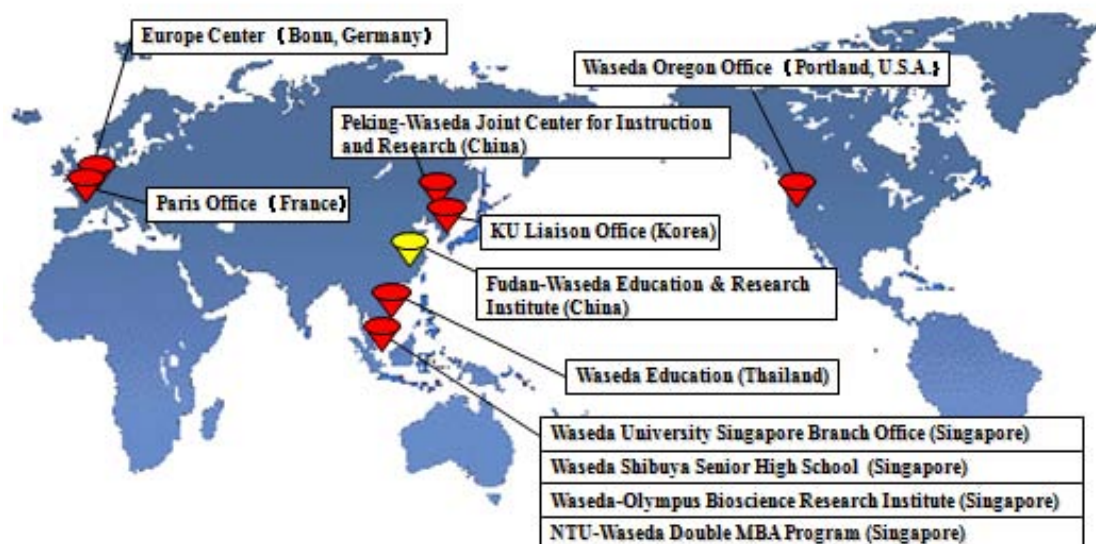 Europe Center (Bonn, Germany)
Waseda Oregon Office (Portland, U.S.A.)
Peking-Waseda Joint Center for Instruction
and Research (China)
Paris Office (France)
KU Liaison Office (Korea)
Fudan-Waseda Education & Research
Institute (China)
Waseda Education (Thailand)
Waseda University Singapore Branch Office (Singapore)
Waseda Shibuya Senior High School (Singapore)
Waseda-Olympus Bioscience Research Institute (Singapore)
NTU-Waseda Double MBA Program (Singapore)